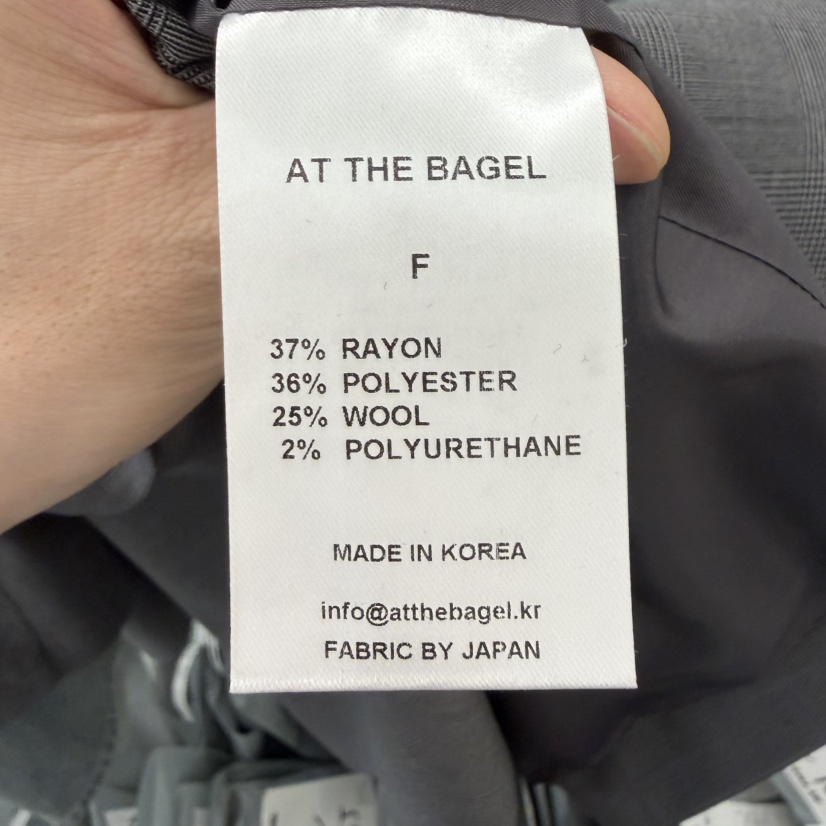 AT THE BAGEL
F
37% RAYON
36% POLYESTER
25% WOOL
2% POLYURETHANE
MADE IN KOREA
info@atthebagel.kr
FABRIC BY JAPAN